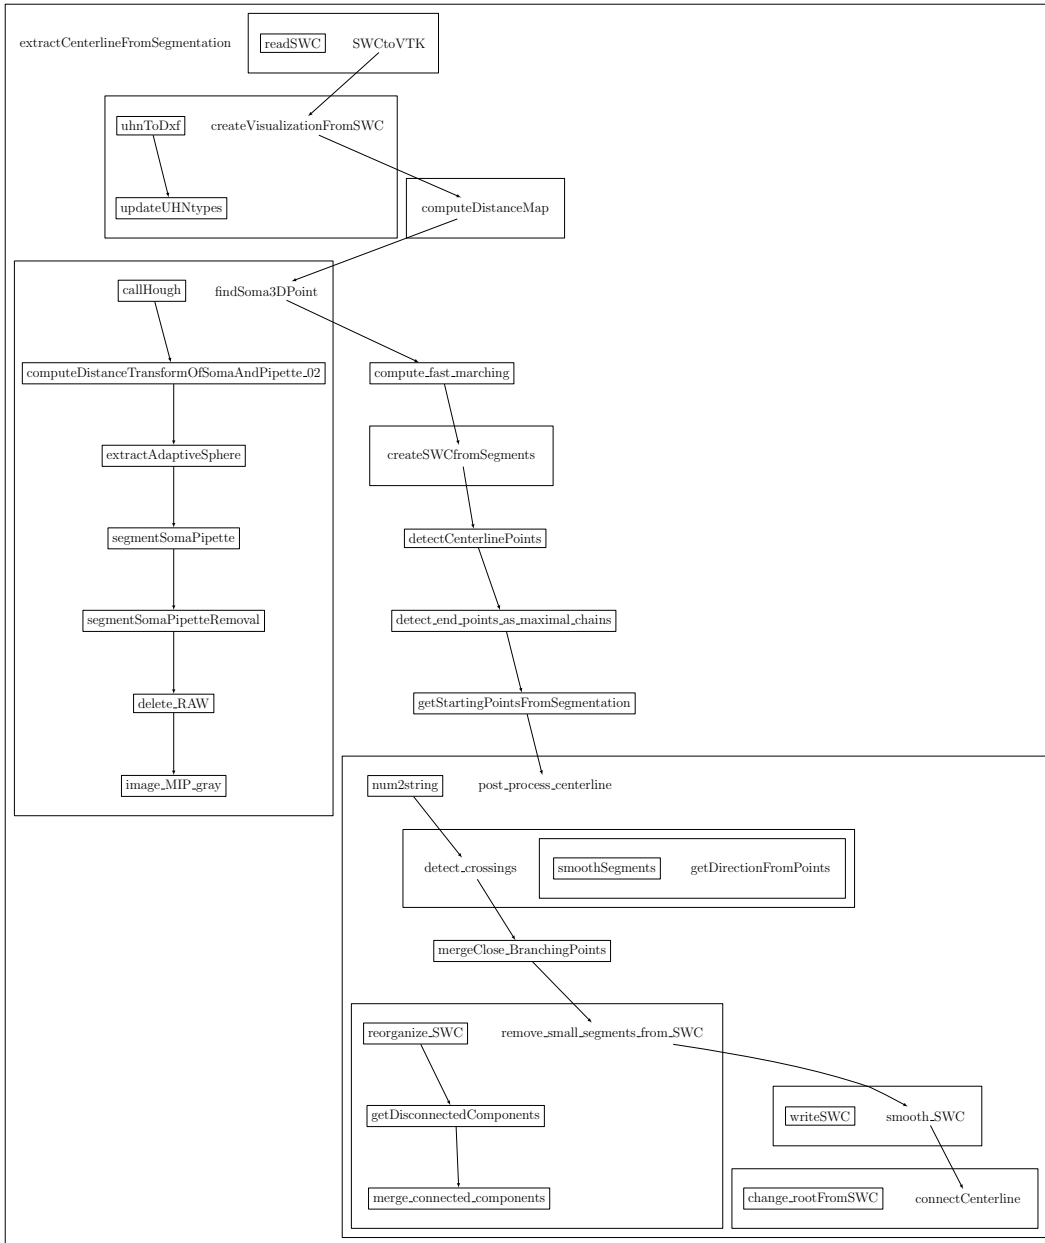 extractCenterlineFromSegmentation
readSWC
SWCtoVTK
uhnToDxf
createVisualizationFromSWC
updateUHNtypes
computeDistanceMap
callHough
findSoma3DPoint
computeDistanceTransformOfSomaAndPipette_02
compute_fast_marching
extractAdaptiveSphere
createSWCfromSegments
segmentSomaPipette
detectCenterlinePoints
segmentSomaPipetteRemoval
detect_end_points_as_maximal_chains
delete_RAW
getStartingPointsFromSegmentation
image_MIP_gray
num2string
post_process_centerline
detect_crossings
smoothSegments
getDirectionFromPoints
mergeClose_BranchingPoints
reorganize_SWC
remove_small_segments_from_SWC
getDisconnectedComponents
writeSWC
smooth_SWC
merge_connected_components
change_rootFromSWC
connectCenterline